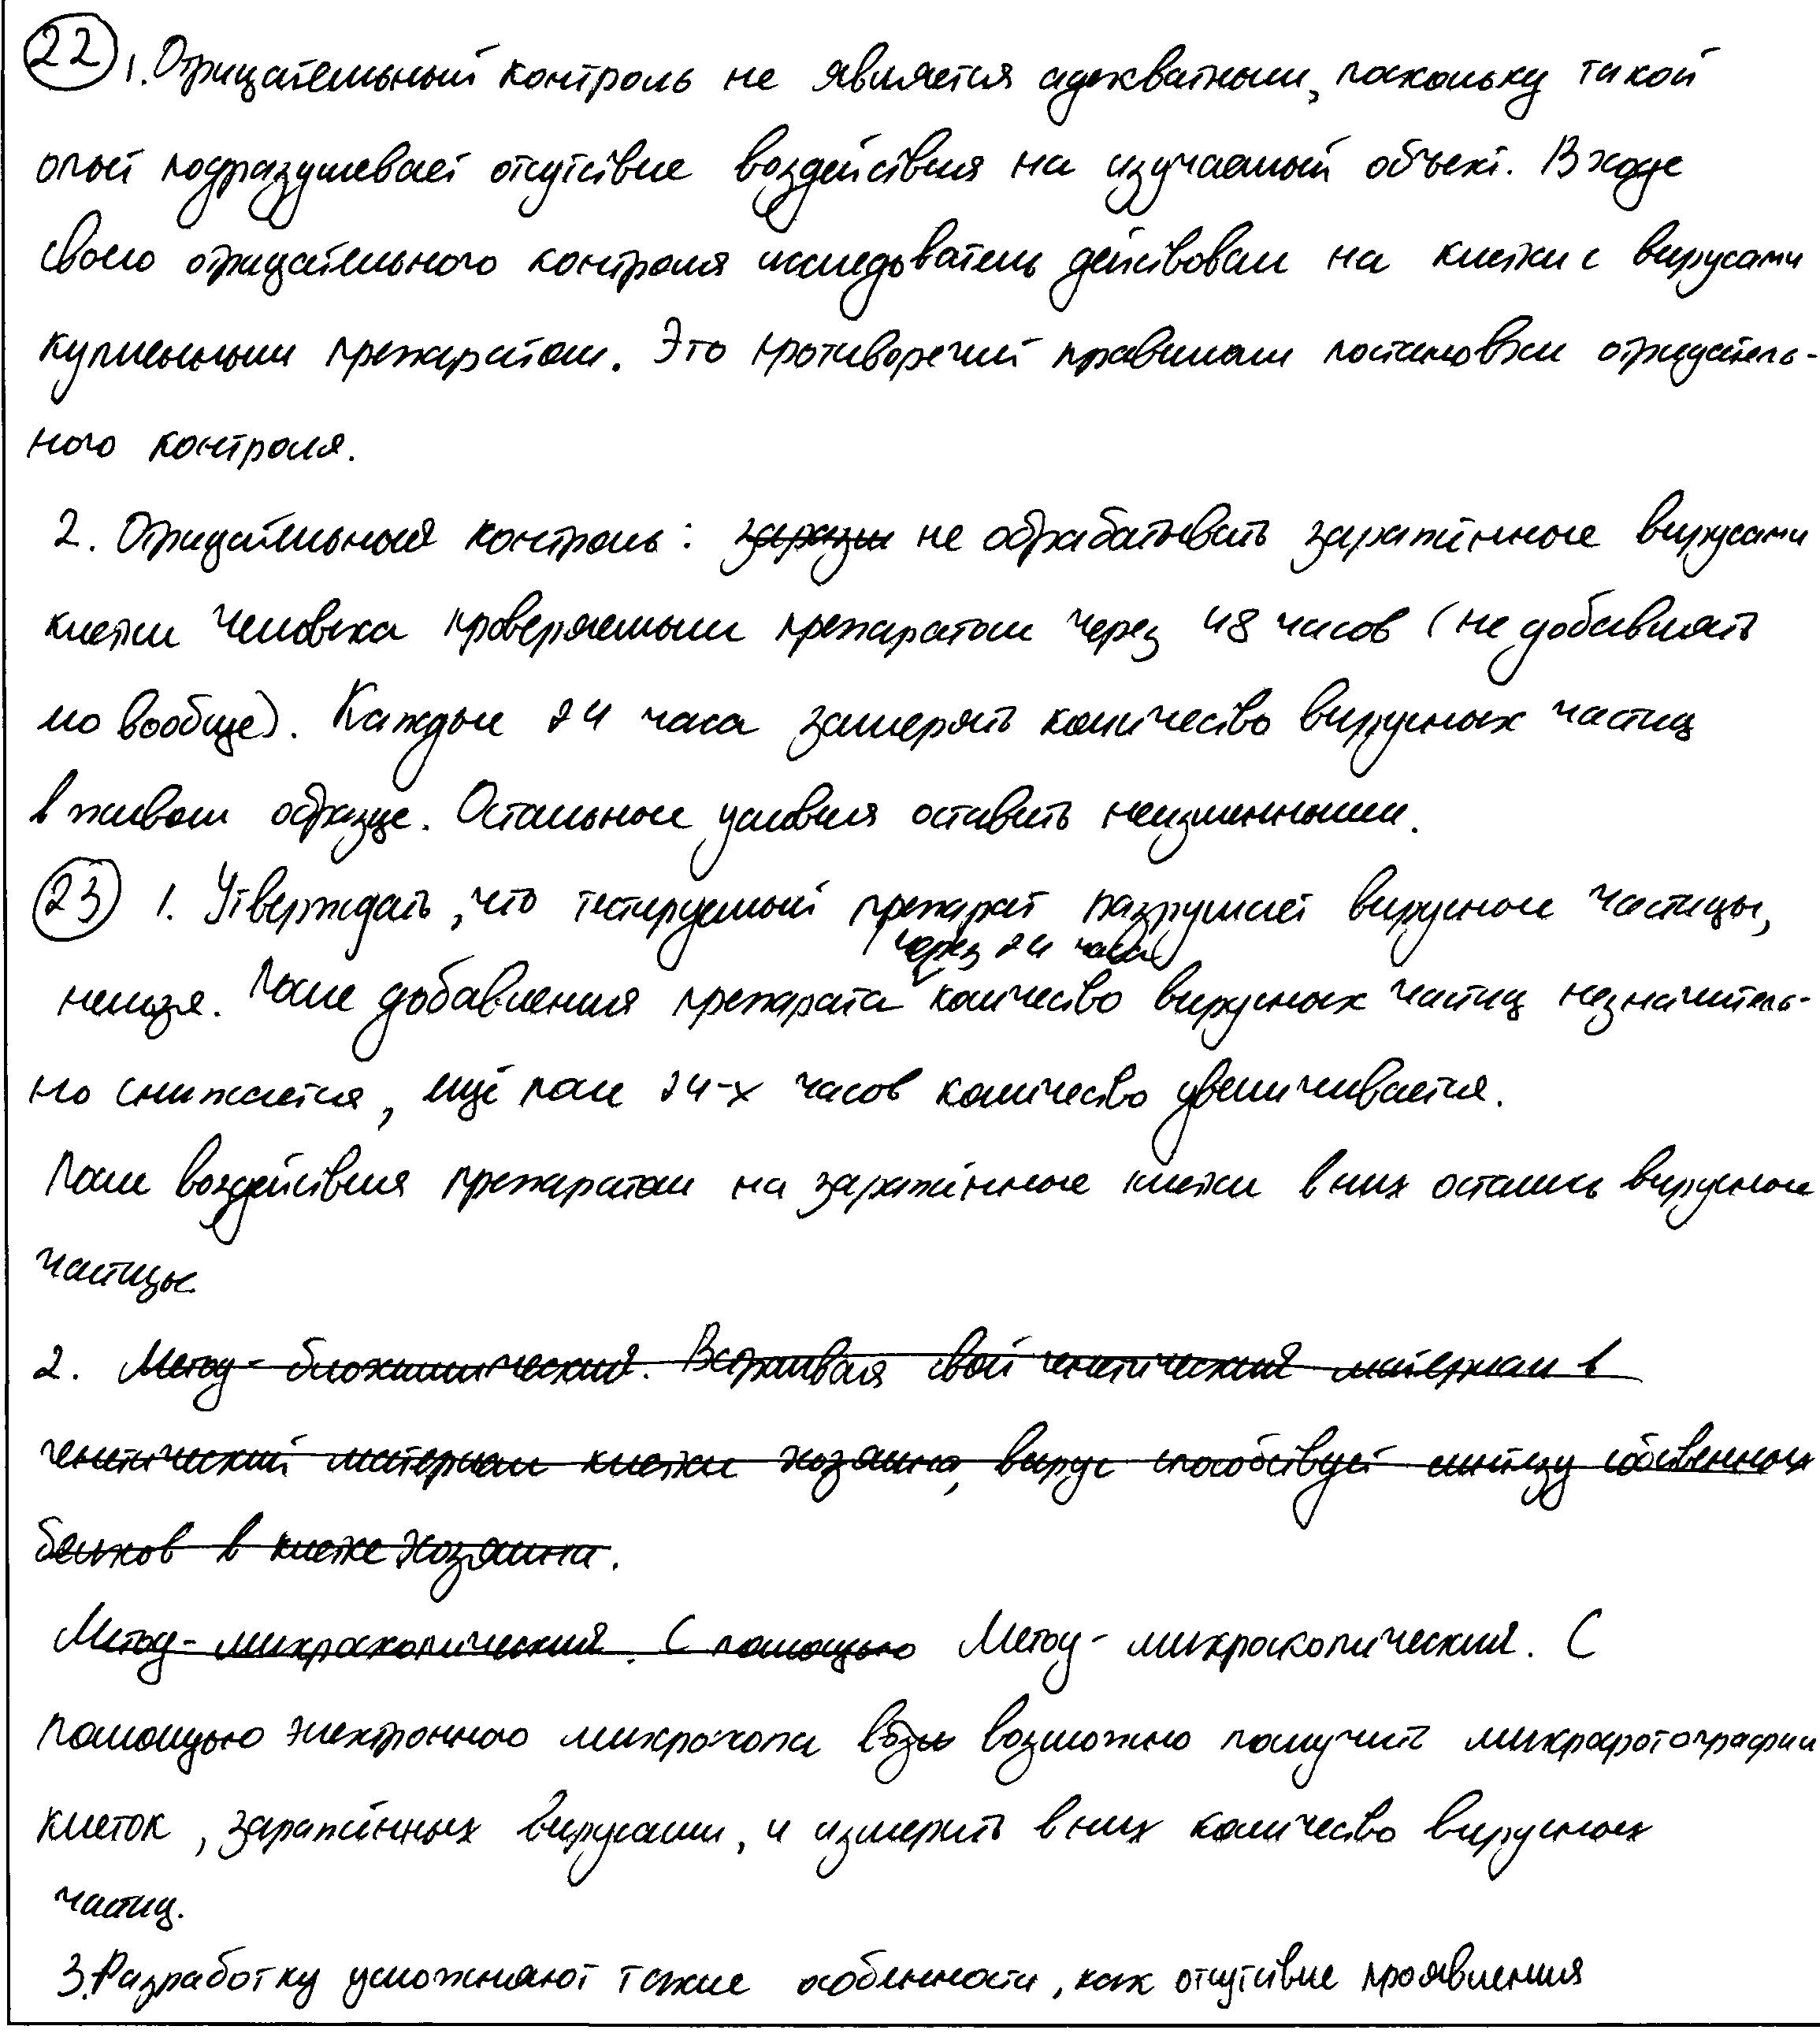 22 1. Отрицательный контроль не является адекватным, поскольку такой
опыт подразумевает отсутствие воздействия на изучаемый объект. В ходе
своего отрицательного контроля исследователь действовал на клетки с вирусами
купленным препаратом. Это противоречит правилам постановки отрицатель-
ного контроля.
2. Отрицательный контроль: заразы не обрабатывать заражённые вирусами
клетки человека проверяемым препаратом через 48 часов (не добавлять
его вообще). Каждые 24 часа замерять количество вирусных частиц
в живом образце. Остальные условия оставить неизменными.
23 1. Утверждать, что тестируемый препарат разрушает вирусные частицы,
через 24 часа
нельзя. После добавления препарата количество вирусных частиц незначитель-
но снижается, ещё после 24-х часов количество увеличивается.
После воздействия препаратом на заражённые клетки в них остались вирусные
частицы.
2. Метод - биохимический. Встраивая свой генетический материал в
генетический материал клетки хозяина, вирус способствует синтезу собственных
белков в клетке хозяина.
Метод - микроскопический. С помощью Метод - микроскопический. С
помощью электронного микроскопа возможно получить микрофотографии
клеток, заражённых вирусами, и измерить в них количество вирусных
частиц.
3. Разработку усложняют такие особенности, как отсутствие проявления